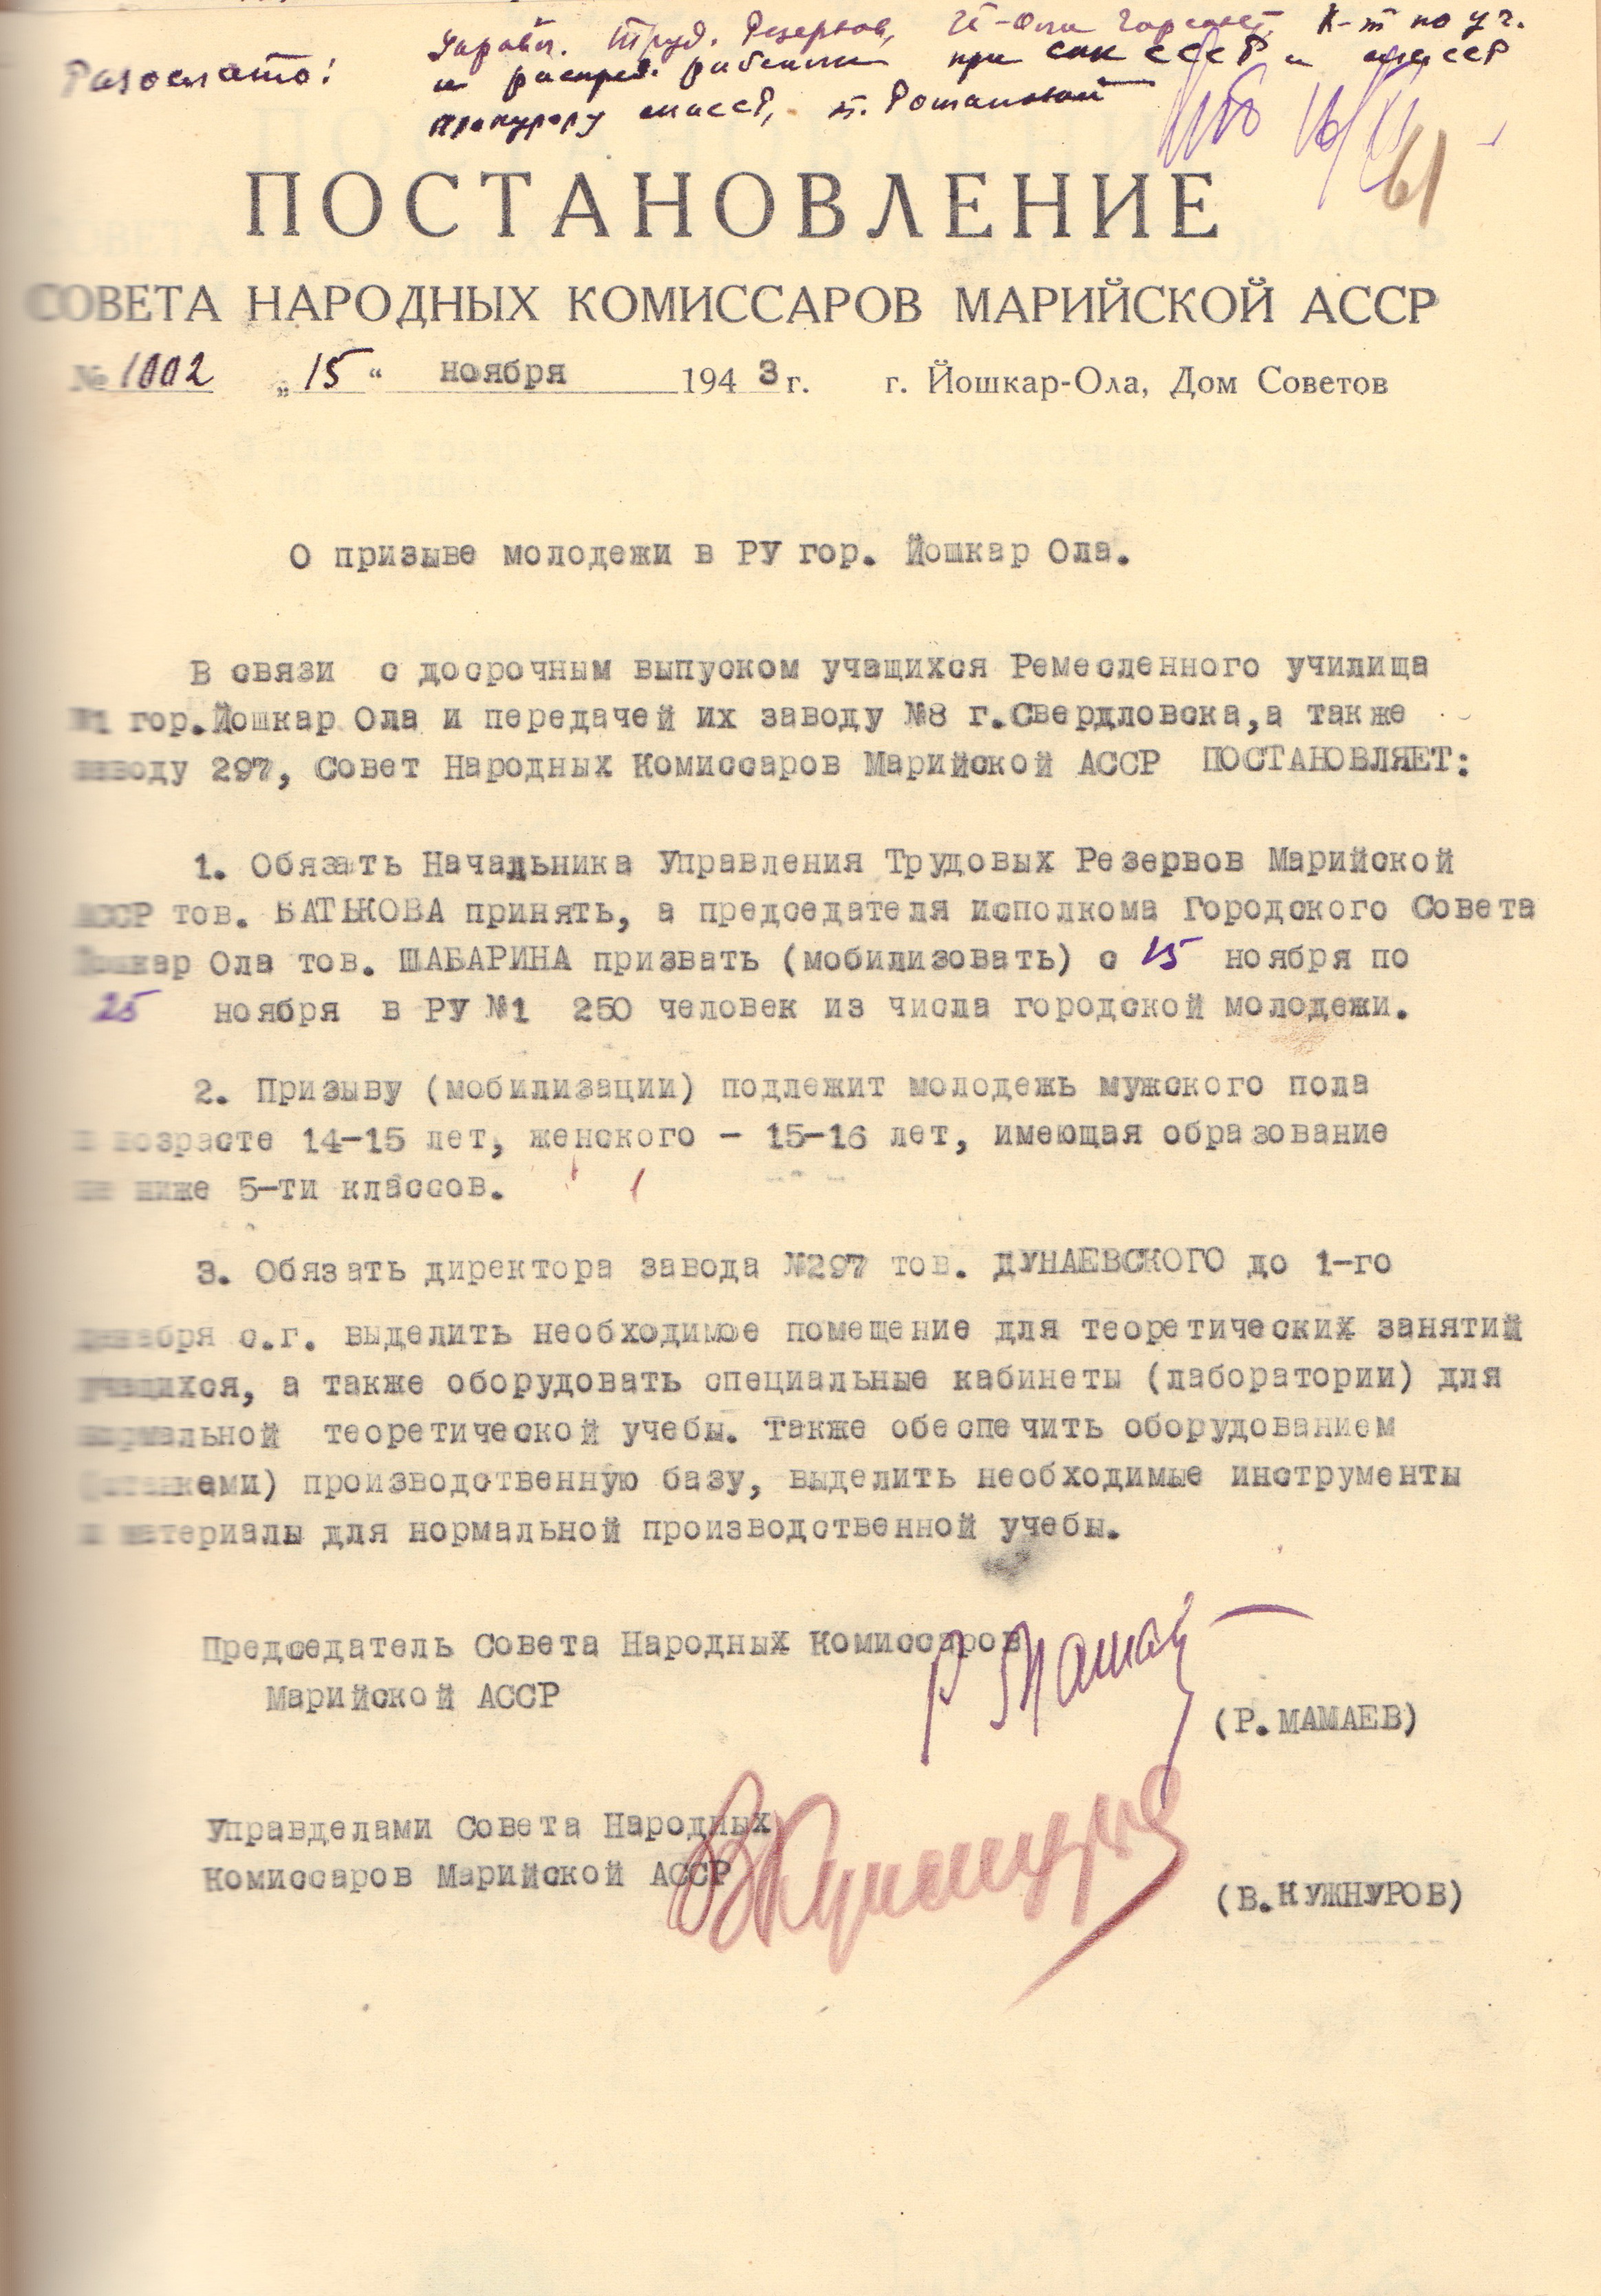 Разослать: Управл. Труд. Резервов, Й-Ола Горсовет, К-т по уч.
и распред. рабсилы при СНК СССР и МАССР
Прокурору МАССР,
61
ПОСТАНОВЛЕНИЕ
СОВЕТА НАРОДНЫХ КОМИССАРОВ МАРИЙСКОЙ АССР
№ 1002 „15“ ноября 1943 г. г. Йошкар-Ола, Дом Советов
О призыве молодежи в РУ гор. Йошкар Ола.
В связи с досрочным выпуском учащихся Ремесленного училища
№1 гор.Йошкар Ола и передачей их заводу №8 г.Свердловска,а также
заводу 297, Совет Народных Комиссаров Марийской АССР ПОСТАНОВЛЯЕТ:
1. Обязать Начальника Управления Трудовых Резервов Марийской
АССР тов. БАТЬКОВА принять, а председателя исполкома Городского Совета
Йошкар Ола тов. ШАБАРИНА призвать (мобилизовать) с 15 ноября по
25 ноября в РУ №1 250 человек из числа городской молодежи.
2. Призыву (мобилизации) подлежит молодежь мужского пола
в возрасте 14-15 лет, женского - 15-16 лет, имеющая образование
не ниже 5-ти классов.
3. Обязать директора завода №297 тов. ДУНАЕВСКОГО до 1-го
декабря с.г. выделить необходимое помещение для теоретических занятий
учащихся, а также оборудовать специальные кабинеты (лаборатории) для
нормальной теоретической учебы. Также обеспечить оборудованием
(станками) производственную базу, выделить необходимые инструменты
и материалы для нормальной производственной учебы.
Председатель Совета Народных Комиссаров
Марийской АССР
(Р.МАМАЕВ)
Управделами Совета Народных
Комиссаров Марийской АССР
(В.КУЖНУРОВ)